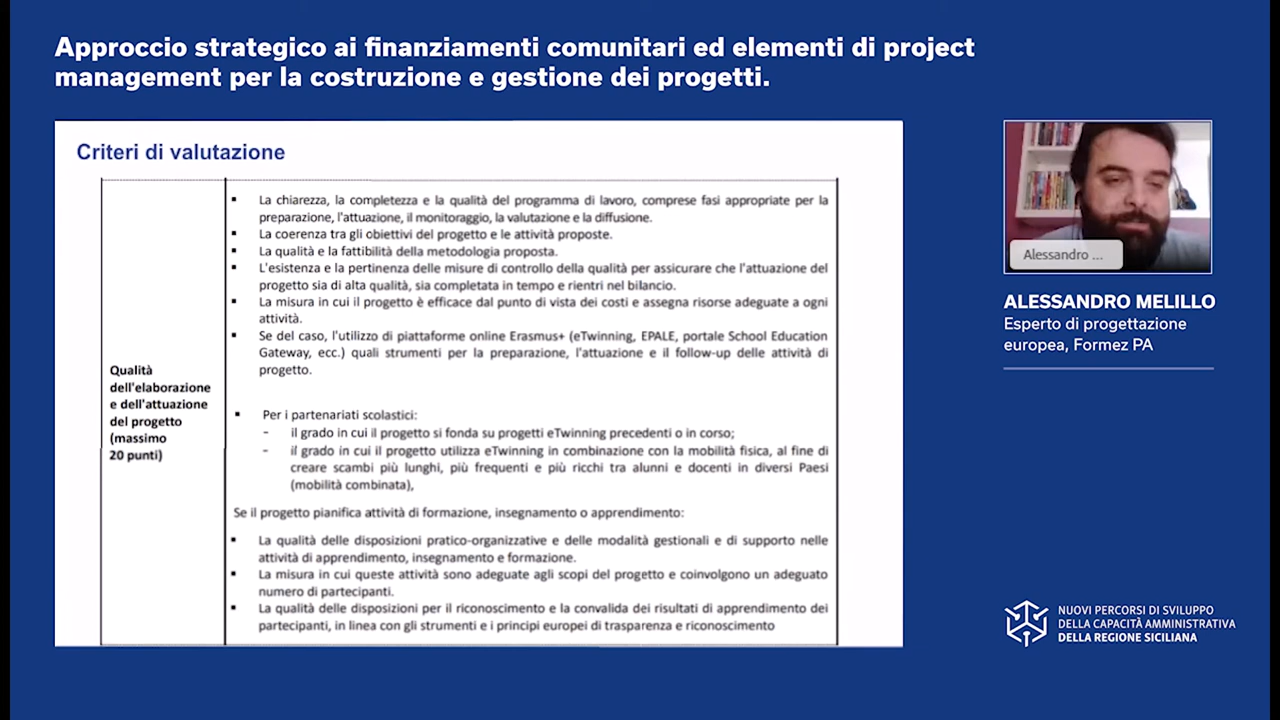 Approccio strategico ai finanziamenti comunitari ed elementi di project
management per la costruzione e gestione dei progetti.
Criteri di valutazione
Qualità
dell'elaborazione
e dell'attuazione
del progetto
(massimo
20 punti)
▪ La chiarezza, la completezza e la qualità del programma di lavoro, comprese fasi appropriate per la
preparazione, l'attuazione, il monitoraggio, la valutazione e la diffusione.
▪ La coerenza tra gli obiettivi del progetto e le attività proposte.
▪ La qualità e la fattibilità della metodologia proposta.
▪ L'esistenza e la pertinenza delle misure di controllo della qualità per assicurare che l'attuazione del
progetto sia di alta qualità, sia completata in tempo e rientri nel bilancio.
▪ La misura in cui il progetto è efficace dal punto di vista dei costi e assegna risorse adeguate a ogni
attività.
▪ Se del caso, l'utilizzo di piattaforme online Erasmus+ (eTwinning, EPALE, portale School Education
Gateway, ecc.) quali strumenti per la preparazione, l'attuazione e il follow-up delle attività di
progetto.
▪ Per i partenariati scolastici:
- il grado in cui il progetto si fonda su progetti eTwinning precedenti o in corso;
- il grado in cui il progetto utilizza eTwinning in combinazione con la mobilità fisica, al fine di
creare scambi più lunghi, più frequenti e più ricchi tra alunni e docenti in diversi Paesi
(mobilità combinata),
Se il progetto pianifica attività di formazione, insegnamento o apprendimento:
▪ La qualità delle disposizioni pratico-organizzative e delle modalità gestionali e di supporto nelle
attività di apprendimento, insegnamento e formazione.
▪ La misura in cui queste attività sono adeguate agli scopi del progetto e coinvolgono un adeguato
numero di partecipanti.
▪ La qualità delle disposizioni per il riconoscimento e la convalida dei risultati di apprendimento dei
partecipanti, in linea con gli strumenti e i principi europei di trasparenza e riconoscimento
Alessandro ...
ALESSANDRO MELILLO
Esperto di progettazione
europea, Formez PA
NUOVI PERCORSI DI SVILUPPO
DELLA CAPACITÀ AMMINISTRATIVA
DELLA REGIONE SICILIANA